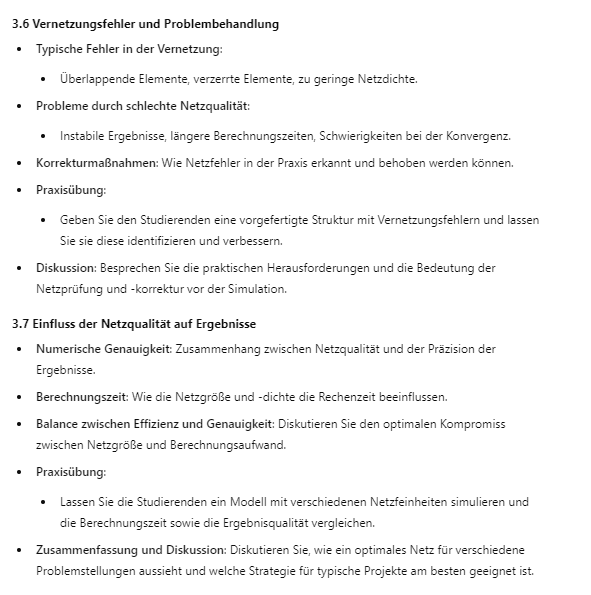 3.6 Vernetzungsfehler und Problembehandlung
• Typische Fehler in der Vernetzung:
• Überlappende Elemente, verzerrte Elemente, zu geringe Netzdichte.
• Probleme durch schlechte Netzqualität:
• Instabile Ergebnisse, längere Berechnungszeiten, Schwierigkeiten bei der Konvergenz.
• Korrekturmaßnahmen: Wie Netzfehler in der Praxis erkannt und behoben werden können.
• Praxisübung:
• Geben Sie den Studierenden eine vorgefertigte Struktur mit Vernetzungsfehlern und lassen
Sie sie diese identifizieren und verbessern.
• Diskussion: Besprechen Sie die praktischen Herausforderungen und die Bedeutung der
Netzprüfung und -korrektur vor der Simulation.
3.7 Einfluss der Netzqualität auf Ergebnisse
• Numerische Genauigkeit: Zusammenhang zwischen Netzqualität und der Präzision der
Ergebnisse.
• Berechnungszeit: Wie die Netzgröße und -dichte die Rechenzeit beeinflussen.
• Balance zwischen Effizienz und Genauigkeit: Diskutieren Sie den optimalen Kompromiss
zwischen Netzgröße und Berechnungsaufwand.
• Praxisübung:
• Lassen Sie die Studierenden ein Modell mit verschiedenen Netzfeinheiten simulieren und
die Berechnungszeit sowie die Ergebnisqualität vergleichen.
• Zusammenfassung und Diskussion: Diskutieren Sie, wie ein optimales Netz für verschiedene
Problemstellungen aussieht und welche Strategie für typische Projekte am besten geeignet ist.